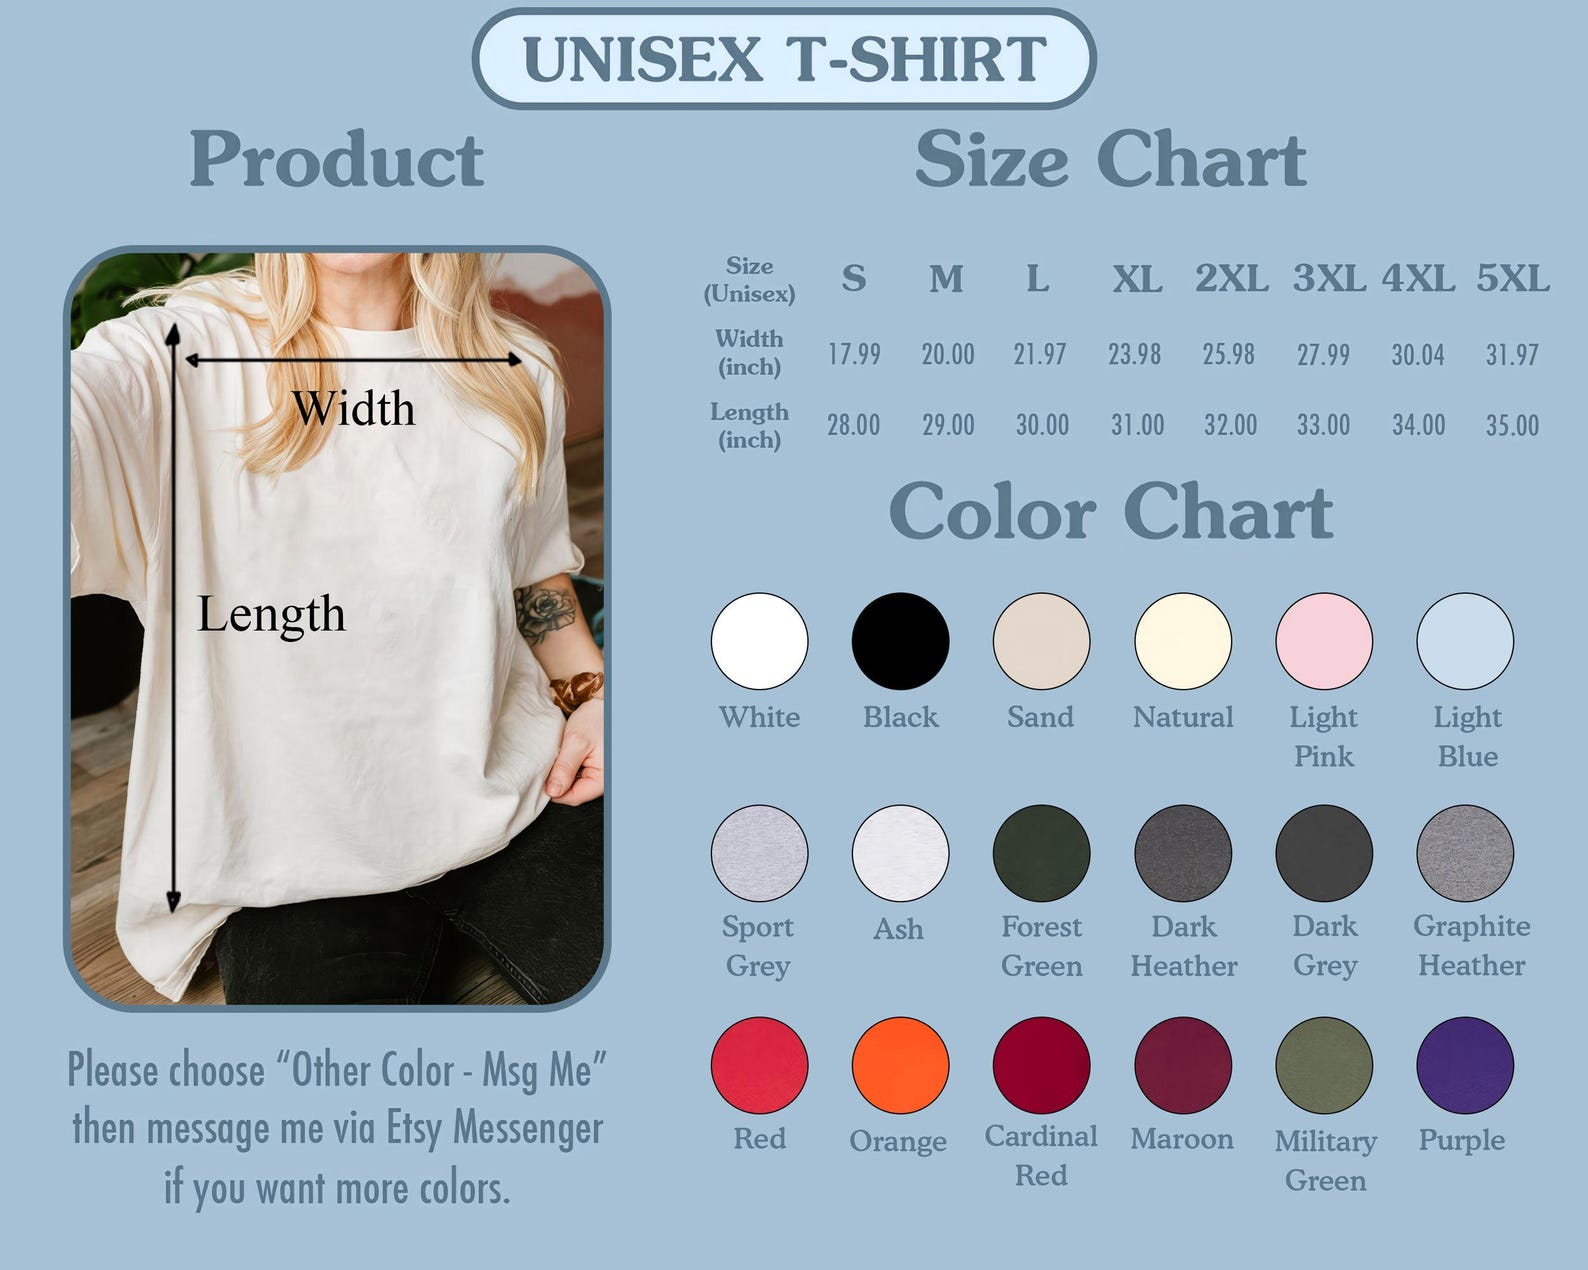 UNISEX T-SHIRT
Product
Width
Length
Please choose “Other Color - Msg Me”
then message me via Etsy Messenger
if you want more colors.
Size Chart
Size
(Unisex)
S M L XL 2XL 3XL 4XL 5XL
Width
(inch)
17.99 20.00 21.97 23.98 25.98 27.99 30.04 31.97
Length
(inch)
28.00 29.00 30.00 31.00 32.00 33.00 34.00 35.00
Color Chart
White
Black
Sand
Natural
Light
Pink
Light
Blue
Sport
Grey
Ash
Forest
Green
Dark
Heather
Dark
Grey
Graphite
Heather
Red
Orange
Cardinal
Red
Maroon
Military
Green
Purple